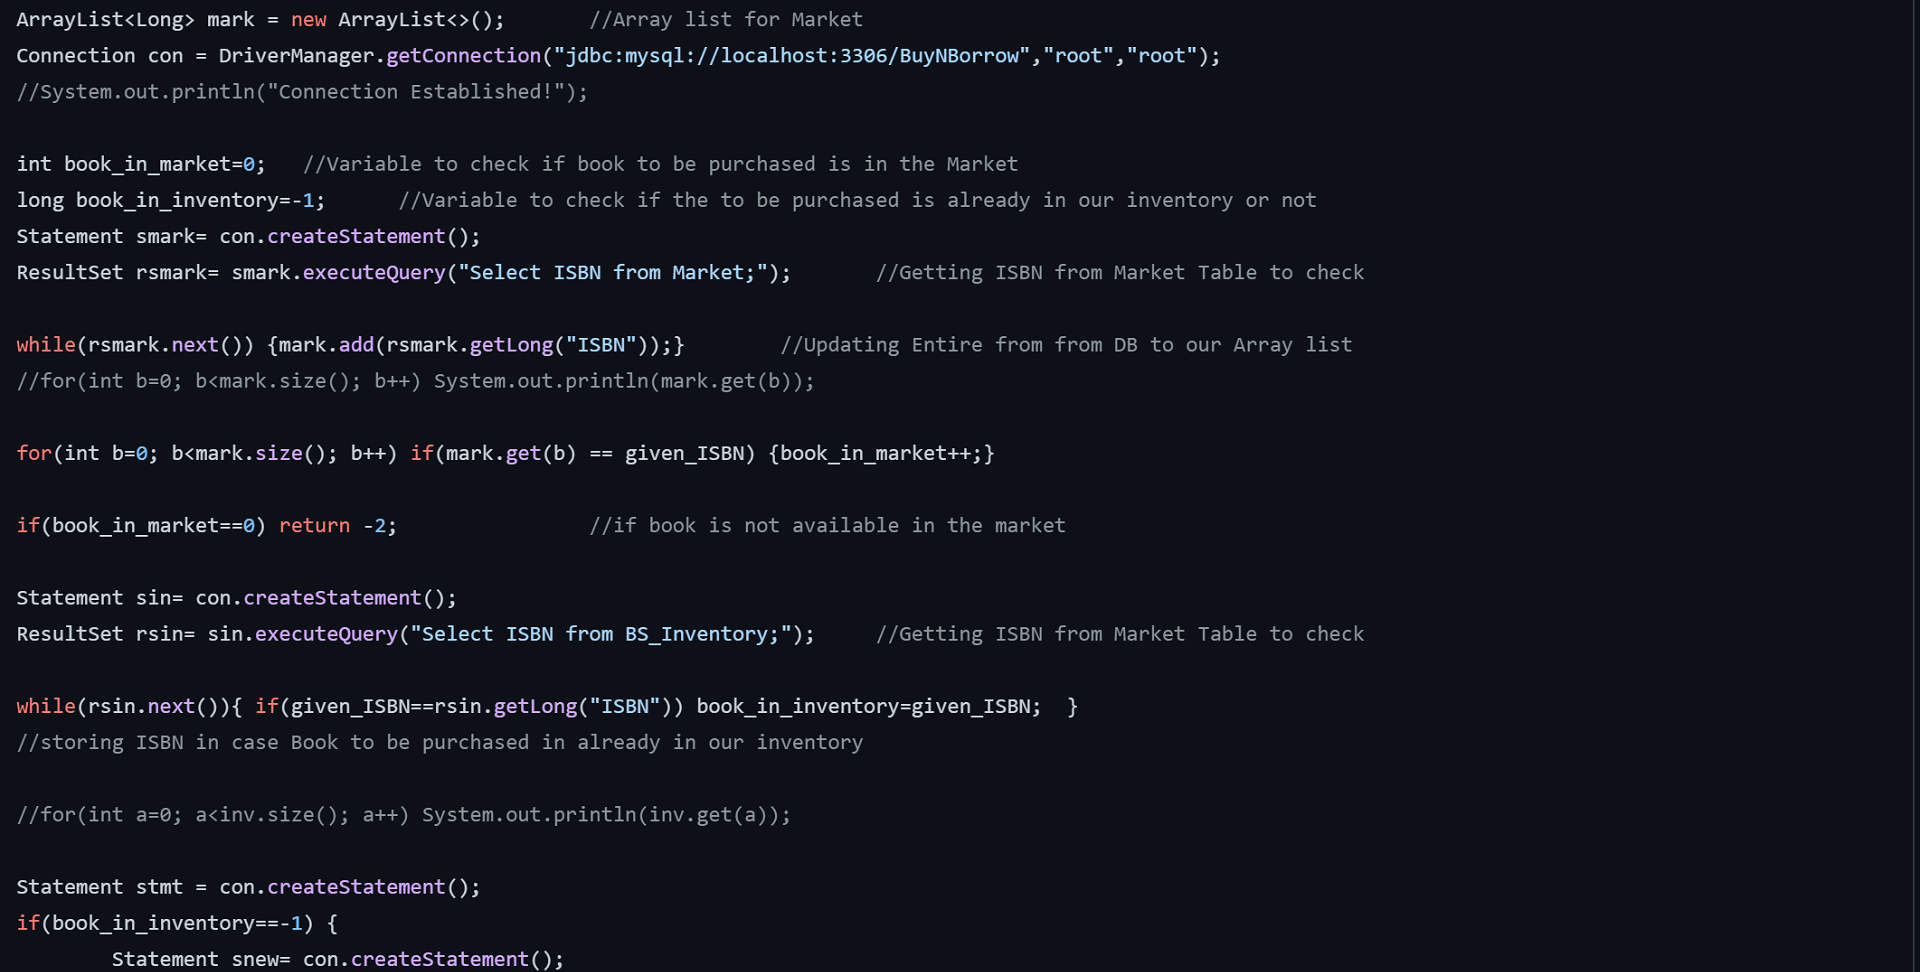 ArrayList<Long> mark = new ArrayList<>();       //Array list for Market
Connection con = DriverManager.getConnection("jdbc:mysql://localhost:3306/BuyNBorrow","root","root");
//System.out.println("Connection Established!");
int book_in_market=0;   //Variable to check if book to be purchased is in the Market
long book_in_inventory=-1;      //Variable to check if the to be purchased is already in our inventory or not
Statement smark= con.createStatement();
ResultSet rsmark= smark.executeQuery("Select ISBN from Market;");       //Getting ISBN from Market Table to check
while(rsmark.next()) {mark.add(rsmark.getLong("ISBN"));}        //Updating Entire from from DB to our Array list
//for(int b=0; b<mark.size(); b++) System.out.println(mark.get(b));
for(int b=0; b<mark.size(); b++) if(mark.get(b) == given_ISBN) {book_in_market++;}
if(book_in_market==0) return -2;                //if book is not available in the market
Statement sin= con.createStatement();
ResultSet rsin= sin.executeQuery("Select ISBN from BS_Inventory;");     //Getting ISBN from Market Table to check
while(rsin.next()){ if(given_ISBN==rsin.getLong("ISBN")) book_in_inventory=given_ISBN;  }
//storing ISBN in case Book to be purchased in already in our inventory
//for(int a=0; a<inv.size(); a++) System.out.println(inv.get(a));
Statement stmt = con.createStatement();
if(book_in_inventory==-1) {
        Statement snew= con.createStatement();